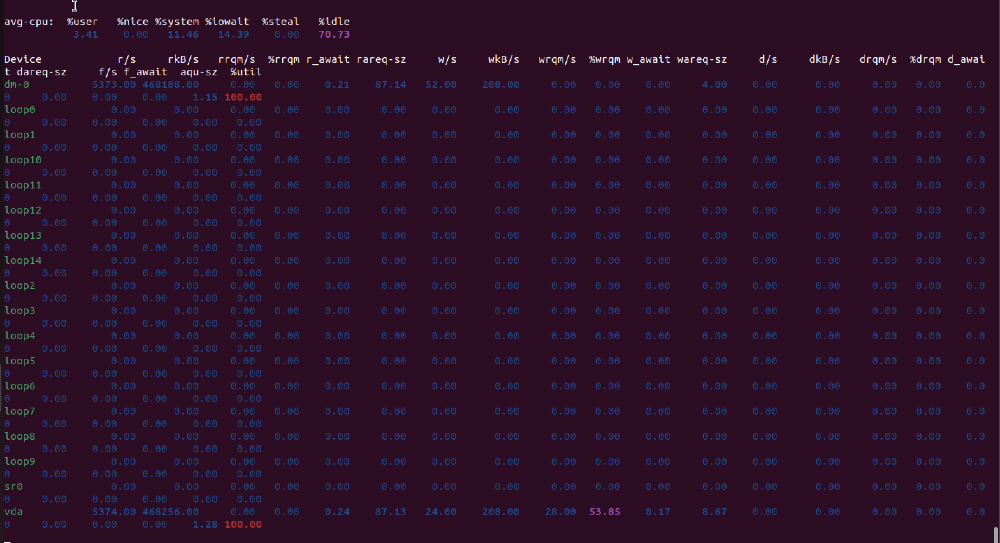 avg-cpu:  %user   %nice %system %iowait  %steal   %idle
           3.41    0.00   11.46   14.39    0.00   70.73
Device            r/s     rkB/s   rrqm/s  %rrqm r_await rareq-sz     w/s     wkB/s   wrqm/s  %wrqm w_await wareq-sz     d/s     dkB/s   drqm/s  %drqm d_awai
t dareq-sz     f/s f_await  aqu-sz  %util
dm-0          5373.00 468188.00     0.00   0.00    0.21    87.14   52.00    208.00     0.00   0.00    0.00     4.00    0.00      0.00     0.00   0.00    0.0
0     0.00    0.00    0.00    1.15 100.00
loop0            0.00      0.00     0.00   0.00    0.00     0.00    0.00      0.00     0.00   0.00    0.00     0.00    0.00      0.00     0.00   0.00    0.0
0     0.00    0.00    0.00    0.00   0.00
loop1            0.00      0.00     0.00   0.00    0.00     0.00    0.00      0.00     0.00   0.00    0.00     0.00    0.00      0.00     0.00   0.00    0.0
0     0.00    0.00    0.00    0.00   0.00
loop10           0.00      0.00     0.00   0.00    0.00     0.00    0.00      0.00     0.00   0.00    0.00     0.00    0.00      0.00     0.00   0.00    0.0
0     0.00    0.00    0.00    0.00   0.00
loop11           0.00      0.00     0.00   0.00    0.00     0.00    0.00      0.00     0.00   0.00    0.00     0.00    0.00      0.00     0.00   0.00    0.0
0     0.00    0.00    0.00    0.00   0.00
loop12           0.00      0.00     0.00   0.00    0.00     0.00    0.00      0.00     0.00   0.00    0.00     0.00    0.00      0.00     0.00   0.00    0.0
0     0.00    0.00    0.00    0.00   0.00
loop13           0.00      0.00     0.00   0.00    0.00     0.00    0.00      0.00     0.00   0.00    0.00     0.00    0.00      0.00     0.00   0.00    0.0
0     0.00    0.00    0.00    0.00   0.00
loop14           0.00      0.00     0.00   0.00    0.00     0.00    0.00      0.00     0.00   0.00    0.00     0.00    0.00      0.00     0.00   0.00    0.0
0     0.00    0.00    0.00    0.00   0.00
loop2            0.00      0.00     0.00   0.00    0.00     0.00    0.00      0.00     0.00   0.00    0.00     0.00    0.00      0.00     0.00   0.00    0.0
0     0.00    0.00    0.00    0.00   0.00
loop3            0.00      0.00     0.00   0.00    0.00     0.00    0.00      0.00     0.00   0.00    0.00     0.00    0.00      0.00     0.00   0.00    0.0
0     0.00    0.00    0.00    0.00   0.00
loop4            0.00      0.00     0.00   0.00    0.00     0.00    0.00      0.00     0.00   0.00    0.00     0.00    0.00      0.00     0.00   0.00    0.0
0     0.00    0.00    0.00    0.00   0.00
loop5            0.00      0.00     0.00   0.00    0.00     0.00    0.00      0.00     0.00   0.00    0.00     0.00    0.00      0.00     0.00   0.00    0.0
0     0.00    0.00    0.00    0.00   0.00
loop6            0.00      0.00     0.00   0.00    0.00     0.00    0.00      0.00     0.00   0.00    0.00     0.00    0.00      0.00     0.00   0.00    0.0
0     0.00    0.00    0.00    0.00   0.00
loop7            0.00      0.00     0.00   0.00    0.00     0.00    0.00      0.00     0.00   0.00    0.00     0.00    0.00      0.00     0.00   0.00    0.0
0     0.00    0.00    0.00    0.00   0.00
loop8            0.00      0.00     0.00   0.00    0.00     0.00    0.00      0.00     0.00   0.00    0.00     0.00    0.00      0.00     0.00   0.00    0.0
0     0.00    0.00    0.00    0.00   0.00
loop9            0.00      0.00     0.00   0.00    0.00     0.00    0.00      0.00     0.00   0.00    0.00     0.00    0.00      0.00     0.00   0.00    0.0
0     0.00    0.00    0.00    0.00   0.00
sr0              0.00      0.00     0.00   0.00    0.00     0.00    0.00      0.00     0.00   0.00    0.00     0.00    0.00      0.00     0.00   0.00    0.0
0     0.00    0.00    0.00    0.00   0.00
vda           5374.00 468256.00     0.00   0.00    0.24    87.13   24.00    208.00    28.00  53.85    0.17     8.67    0.00      0.00     0.00   0.00    0.0
0     0.00    0.00    0.00    1.28 100.00